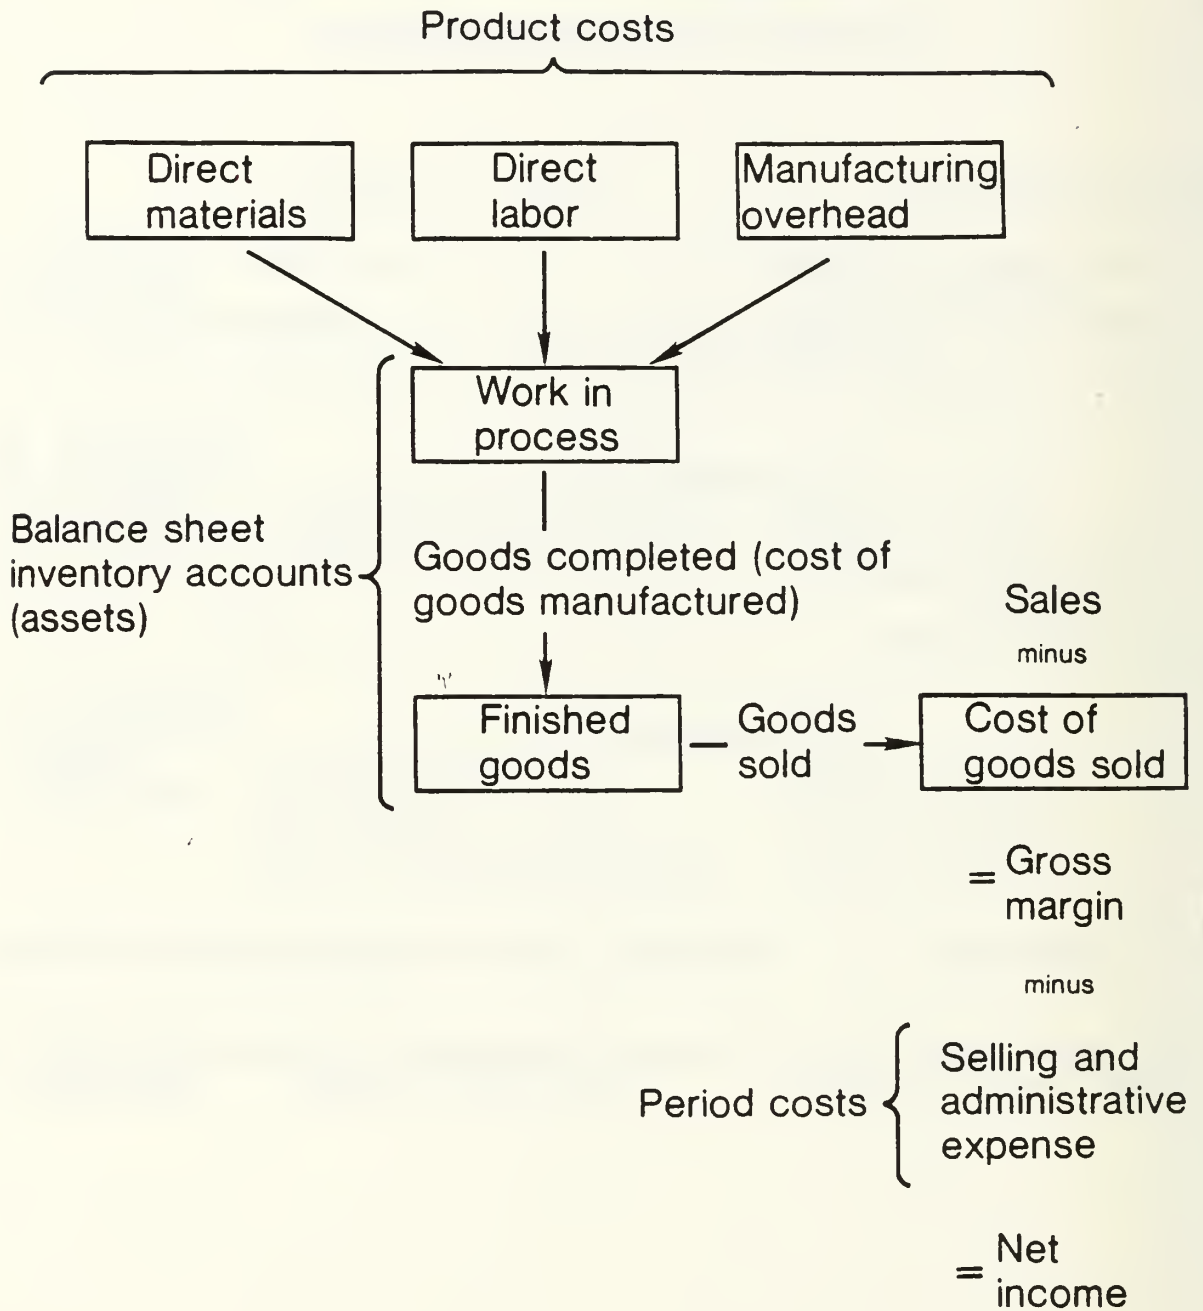 Product costs
Direct
materials
Direct
labor
Manufacturing
overhead
Work in
process
Balance sheet
inventory accounts
(assets)
Goods completed (cost of
goods manufactured)
Sales
minus
Finished
goods
Goods
sold
Cost of
goods sold
= Gross
margin
minus
Period costs
Selling and
administrative
expense
= Net
income